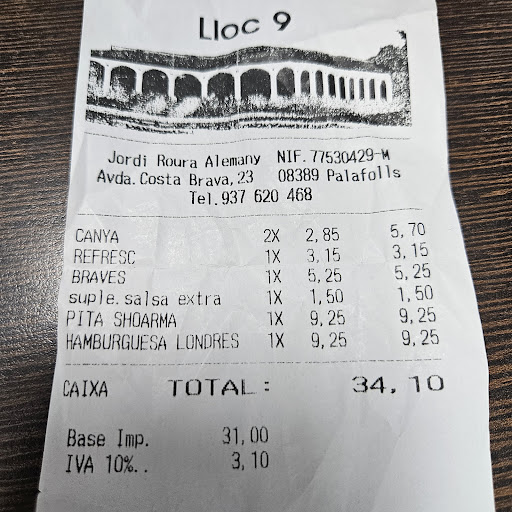 Lloc 9
Jordi Roura Alemany NIF.77530429-M
Avda.Costa Brava,23 08389 Palafolls
Tel.937 620 468
CANYA 2X 2,85 5,70
REFRESC 1X 3,15 3,15
BRAVES 1X 5,25 5,25
suple.salsa extra 1X 1,50 1,50
PITA SHOARMA 1X 9,25 9,25
HAMBURGUESA LONDRES 1X 9,25 9,25
CAIXA TOTAL: 34,10
Base Imp. 31,00
IVA 10%.. 3,10